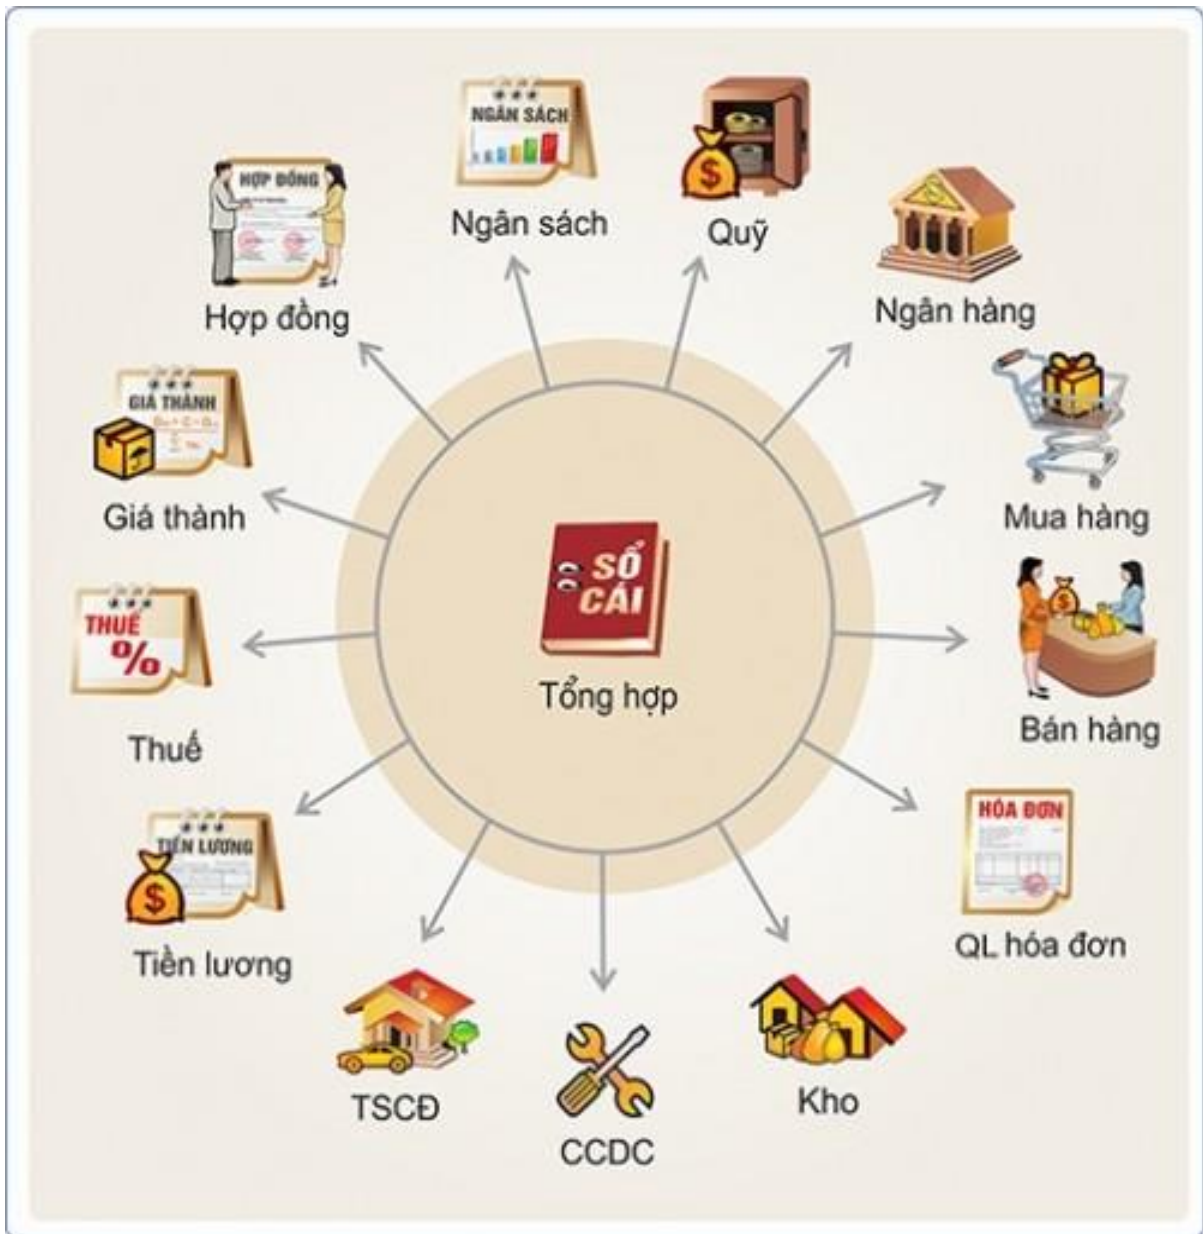 NGÂN SÁCH
Ngân sách
$
Quỹ
$
Ngân hàng
HỢP ĐỒNG
Hợp đồng
Mua hàng
GIÁ THÀNH
Giá thành
SỔ
CÁI
Tổng hợp
$
Bán hàng
THUẾ
%
Thuế
HÓA ĐƠN
QL hóa đơn
TIỀN LƯƠNG
$
Tiền lương
TSCĐ
CCDC
Kho